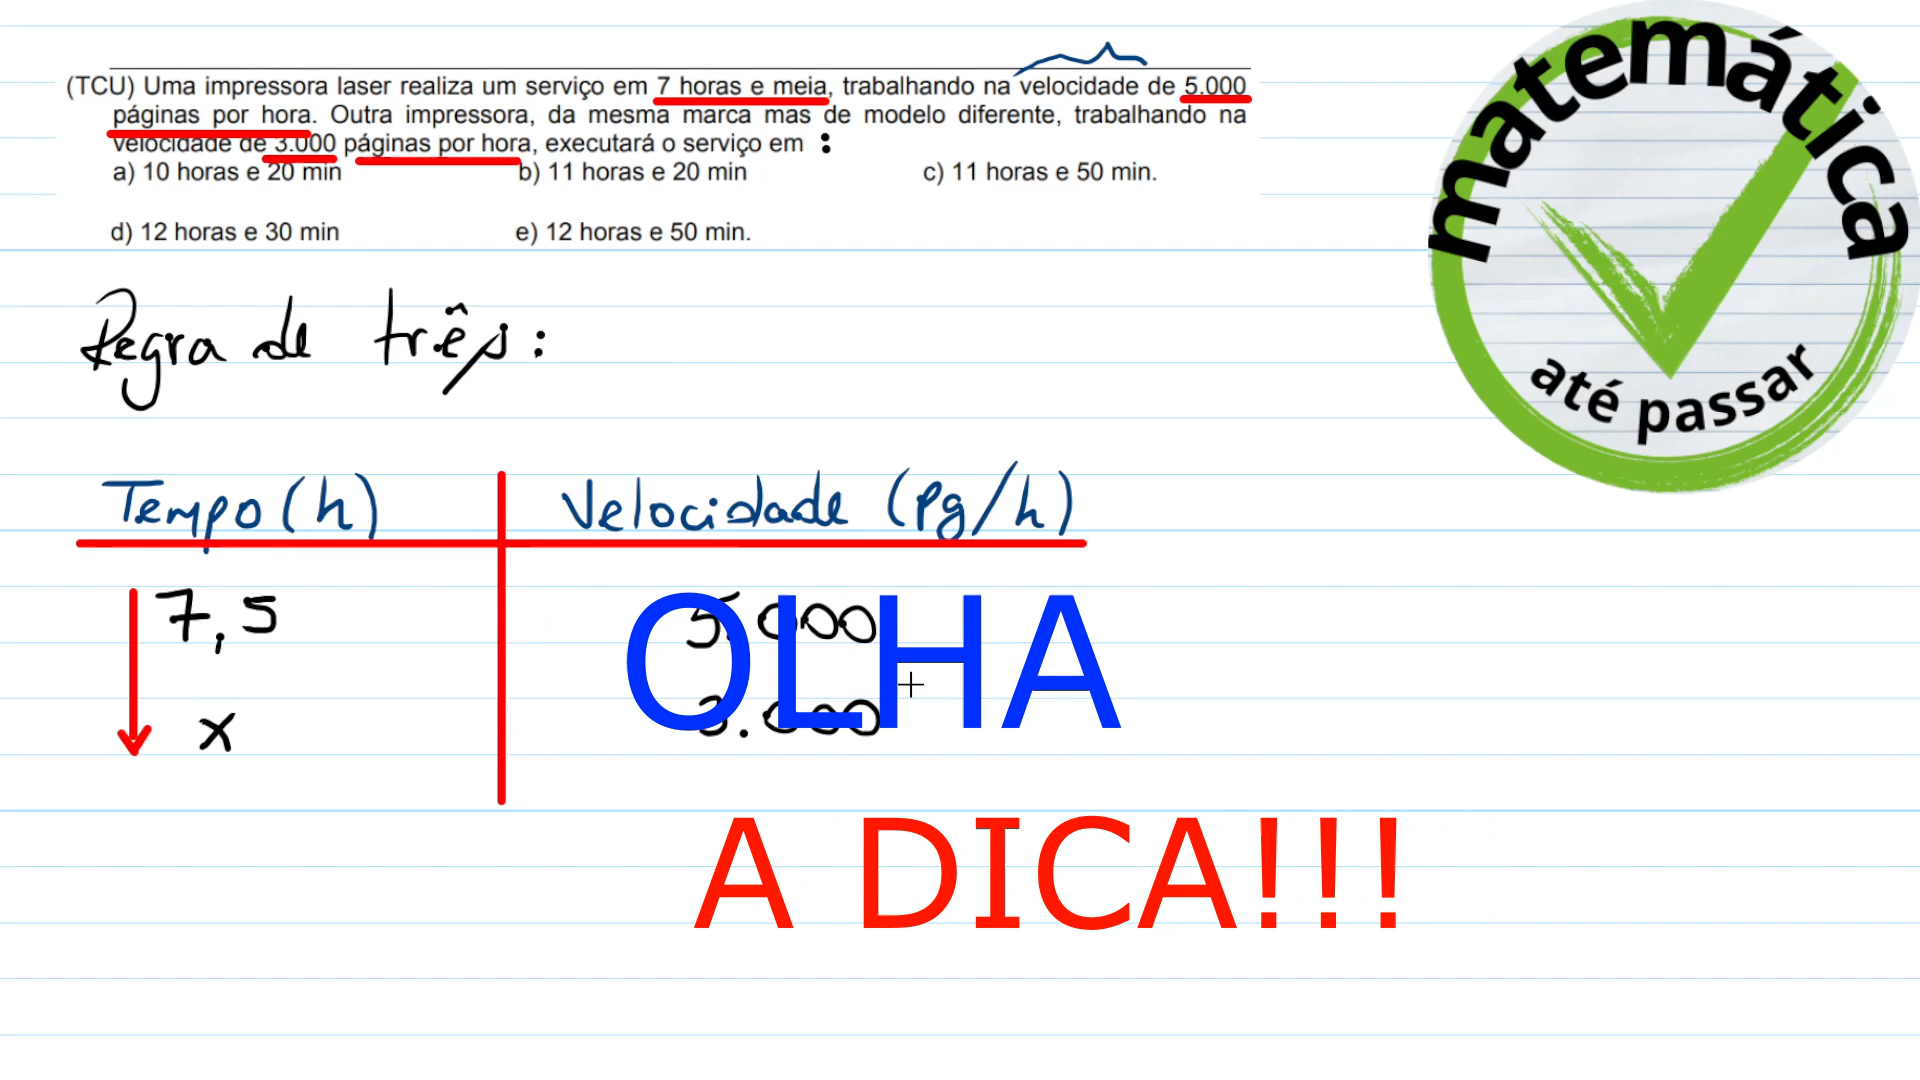 (TCU) Uma impressora laser realiza um serviço em 7 horas e meia, trabalhando na velocidade de 5.000
páginas por hora. Outra impressora, da mesma marca mas de modelo diferente, trabalhando na
velocidade de 3.000 páginas por hora, executará o serviço em :
a) 10 horas e 20 min b) 11 horas e 20 min c) 11 horas e 50 min.
d) 12 horas e 30 min e) 12 horas e 50 min.
matemática
até passar
Regra de três:
Tempo (h) Velocidade (pg/h)
7,5 5.000
x 3.000
OLHA
A DICA!!!